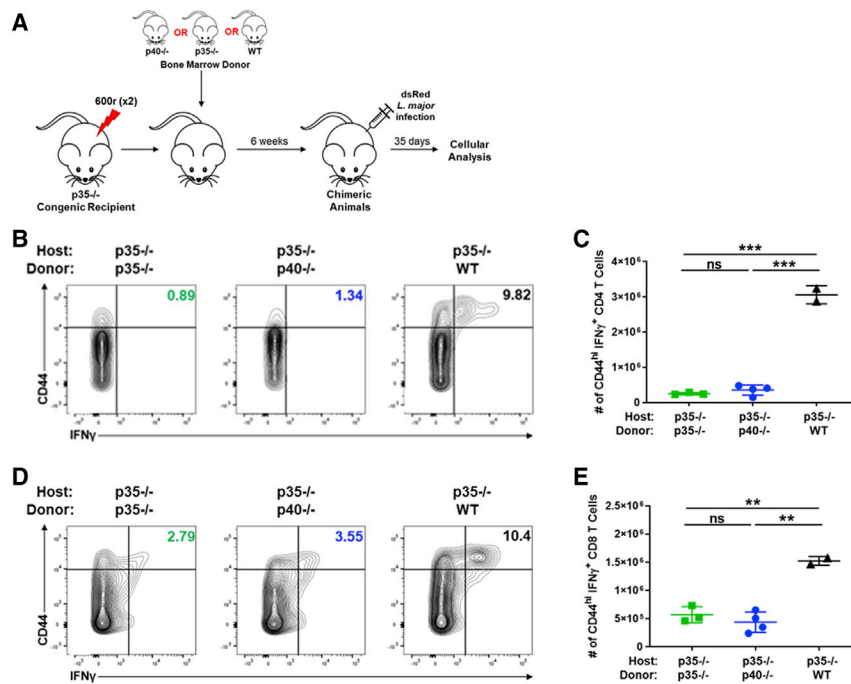 A
OR
OR
p40-/-
p35-/-
WT
Bone Marrow Donor
600r (x2)
dsRed
L. major
infection
6 weeks
35 days
Cellular
Analysis
p35-/-
Congenic Recipient
Chimeric
Animals
B
Host: p35-/- p35-/- p35-/-
Donor: p35-/- p40-/- WT
0.89
1.34
9.82
CD44
IFNγ
C
***
ns
***
# of CD44hi IFNγ+ CD4 T Cells
4×10⁶
3×10⁶
2×10⁶
1×10⁶
0
Host: p35-/- p35-/- p35-/-
Donor: p35-/- p40-/- WT
D
Host: p35-/- p35-/- p35-/-
Donor: p35-/- p40-/- WT
2.79
3.55
10.4
CD44
IFNγ
E
**
ns
**
# of CD44hi IFNγ+ CD8 T Cells
2.5×10⁶
2×10⁶
1.5×10⁶
1×10⁶
5×10⁵
0
Host: p35-/- p35-/- p35-/-
Donor: p35-/- p40-/- WT